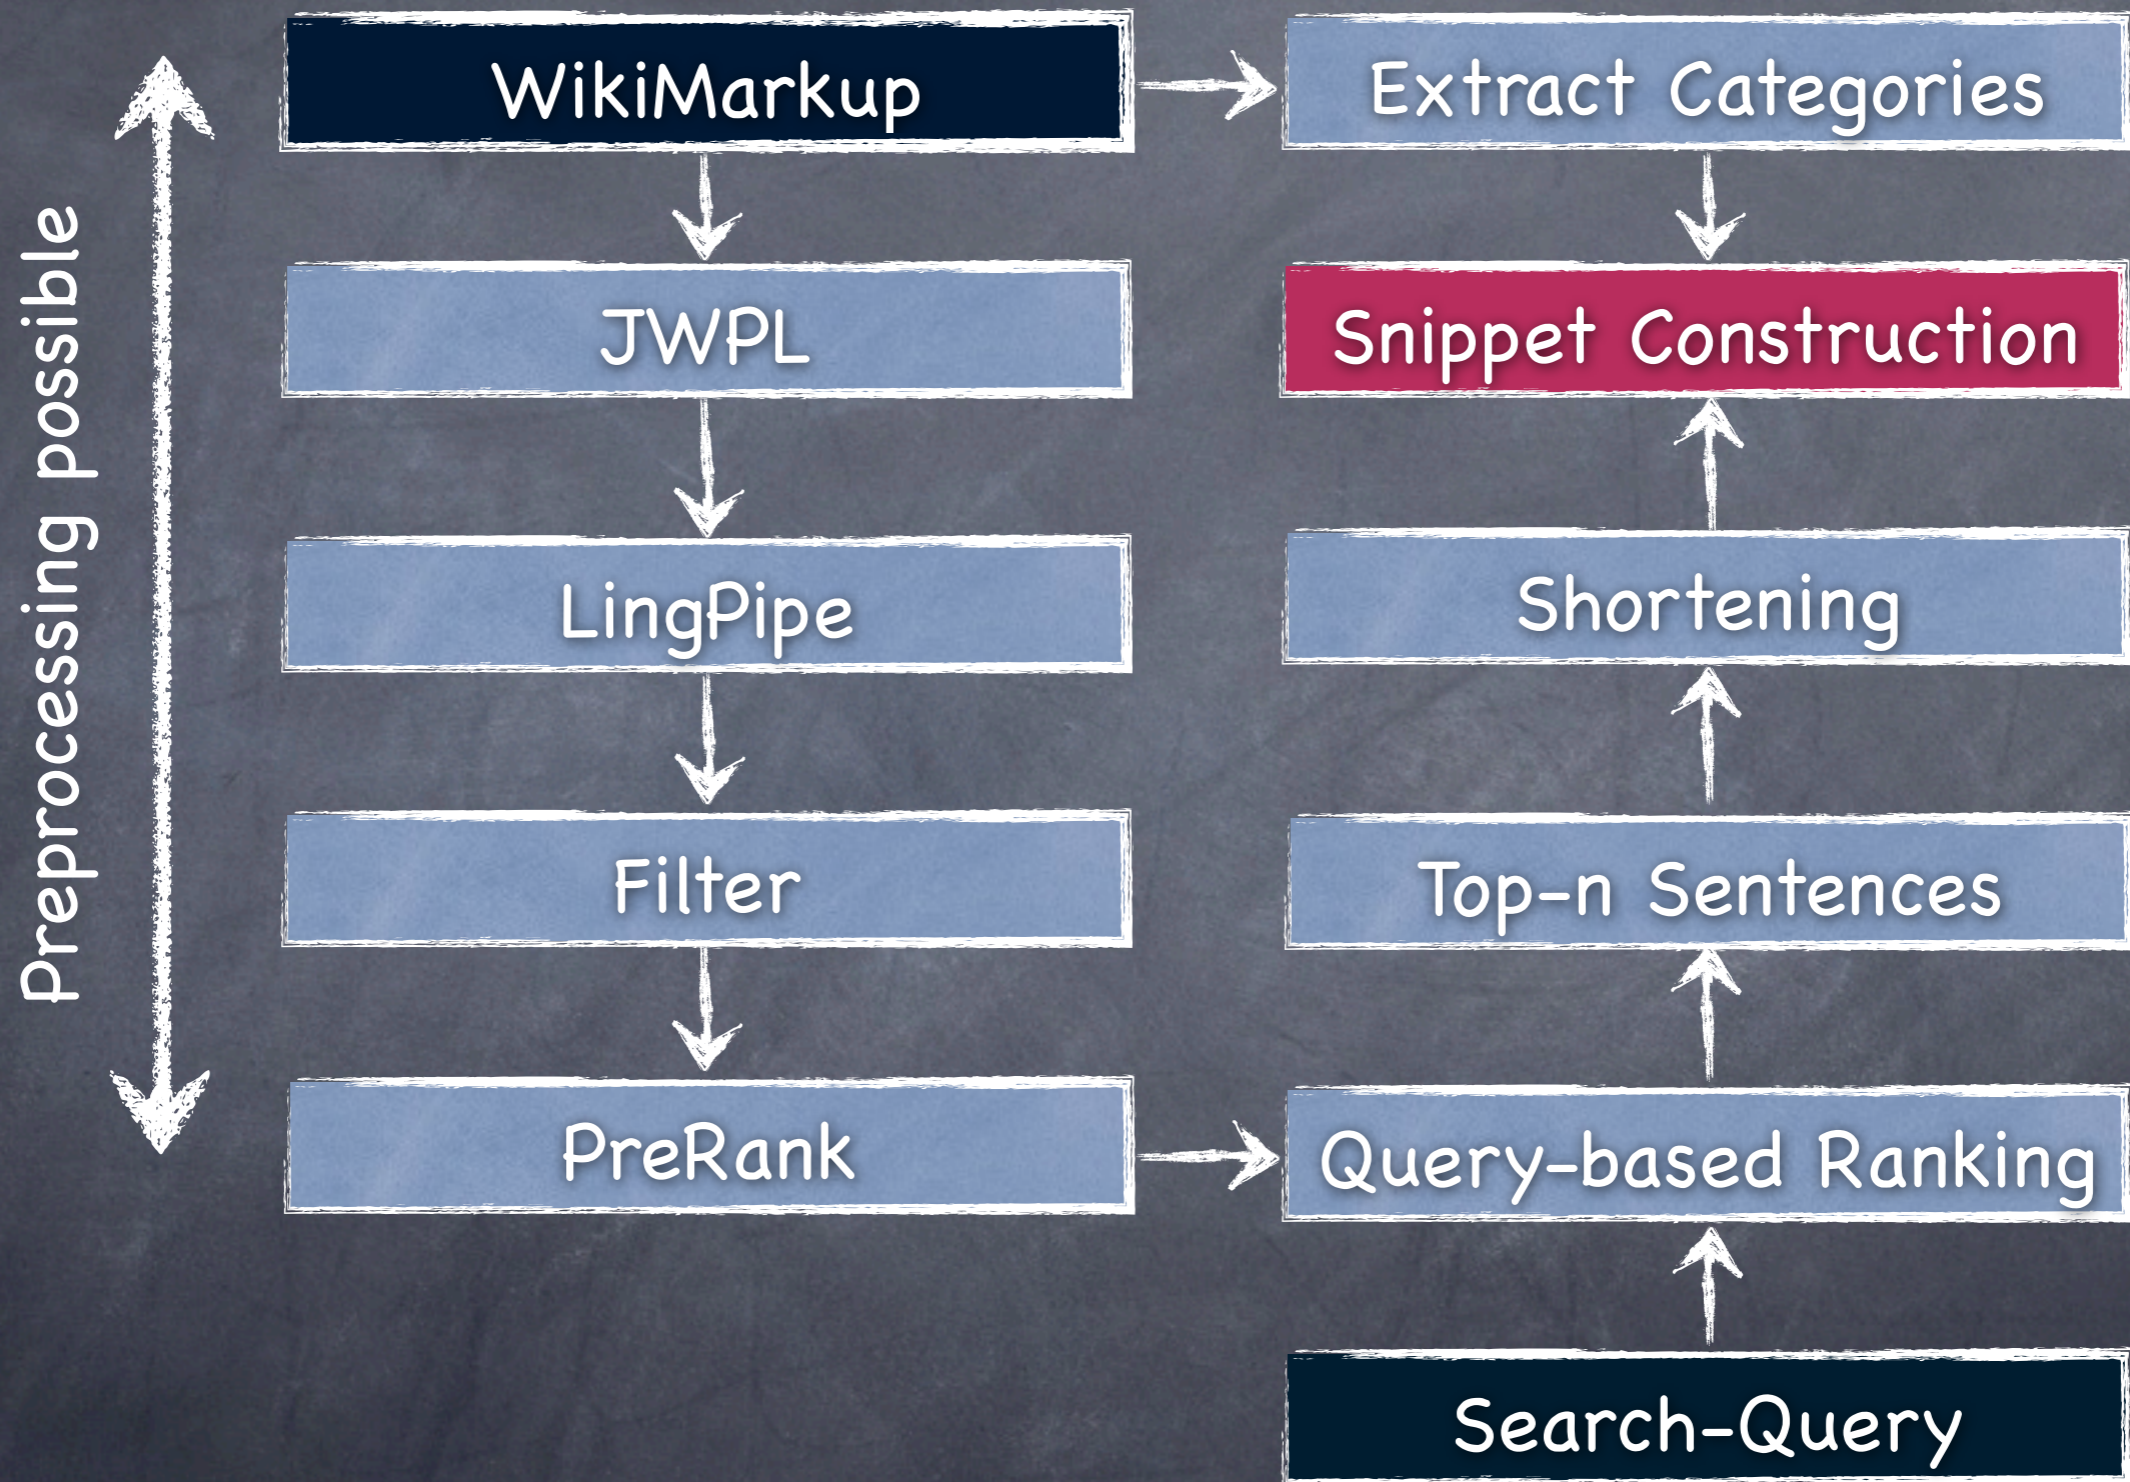 Preprocessing possible
WikiMarkup
JWPL
LingPipe
Filter
PreRank
Extract Categories
Snippet Construction
Shortening
Top-n Sentences
Query-based Ranking
Search-Query